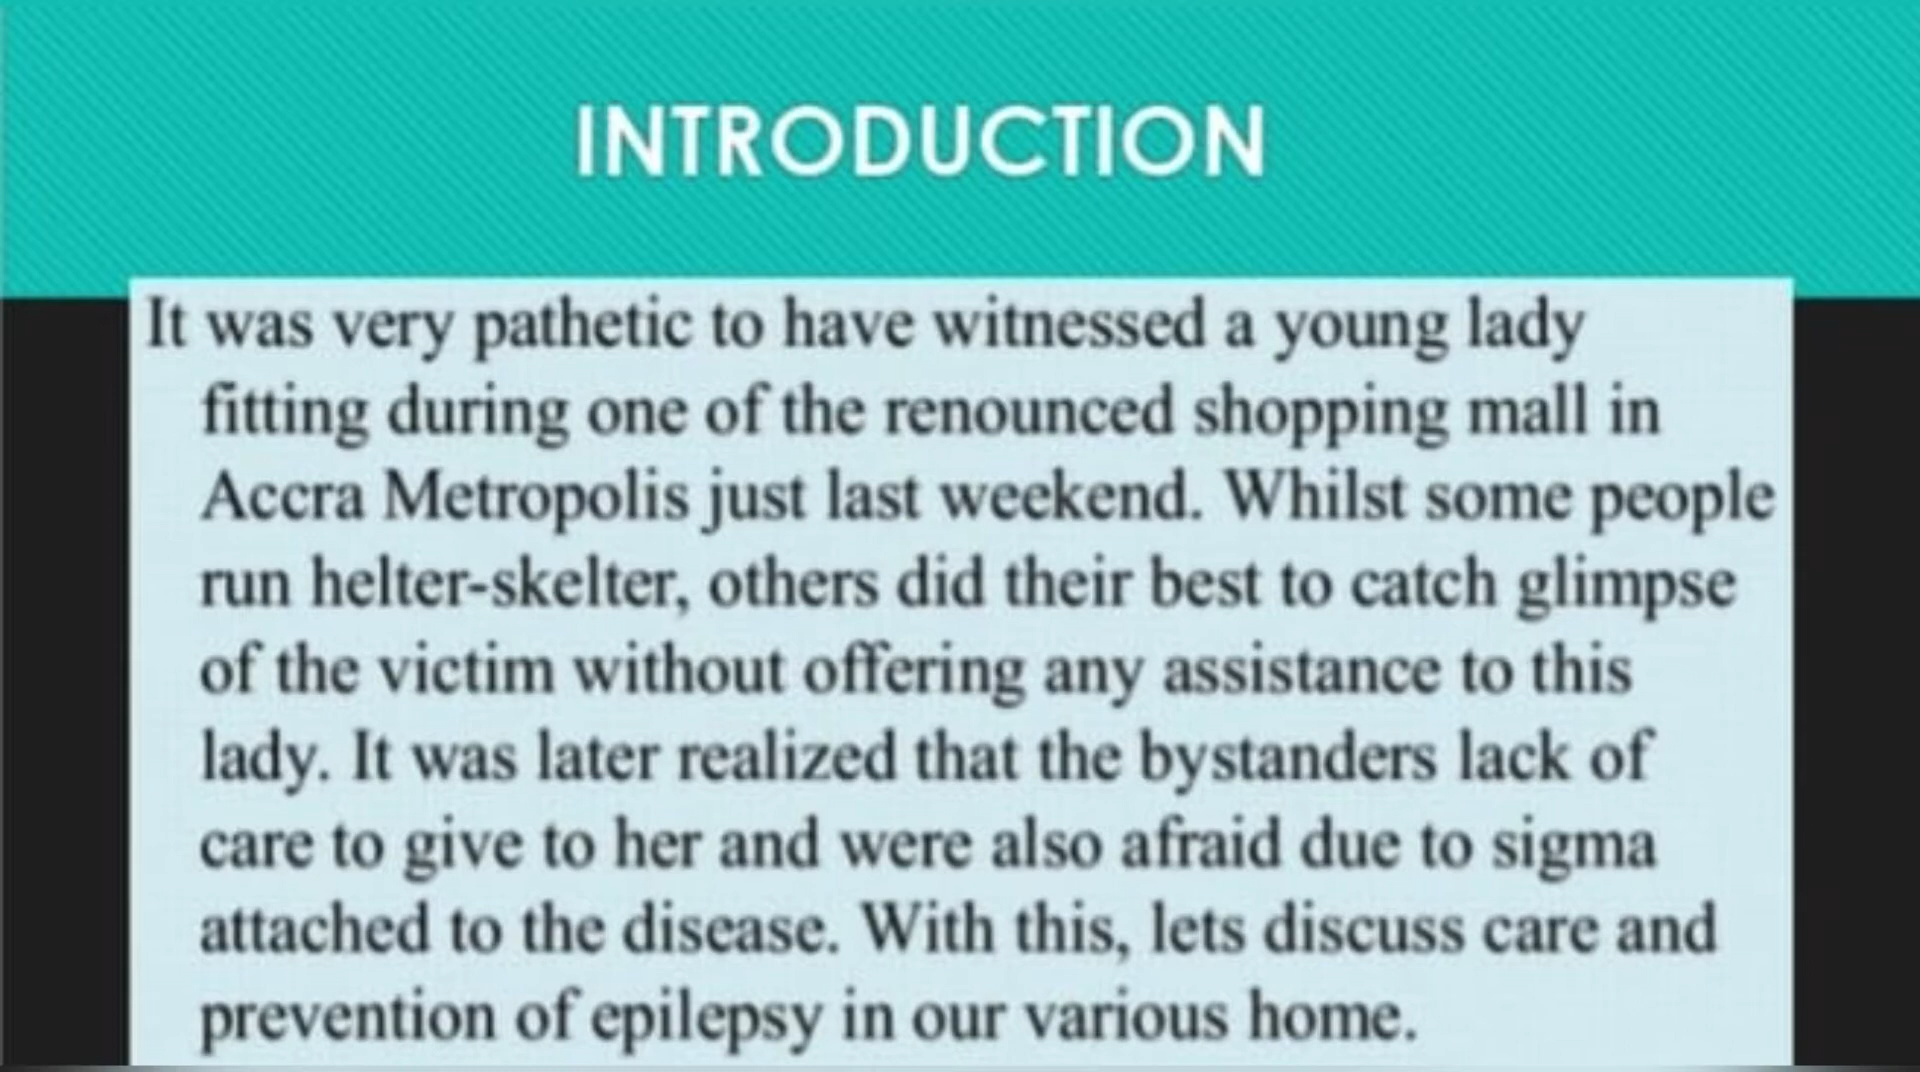 INTRODUCTION
It was very pathetic to have witnessed a young lady
fitting during one of the renounced shopping mall in
Accra Metropolis just last weekend. Whilst some people
run helter-skelter, others did their best to catch glimpse
of the victim without offering any assistance to this
lady. It was later realized that the bystanders lack of
care to give to her and were also afraid due to sigma
attached to the disease. With this, lets discuss care and
prevention of epilepsy in our various home.